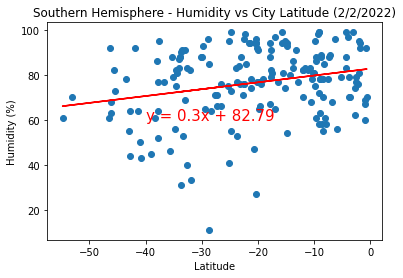 Southern Hemisphere - Humidity vs City Latitude (2/2/2022)
100
80
60
40
20
Humidity (%)
y = 0.3x + 82.79
−50
−40
−30
−20
−10
0
Latitude